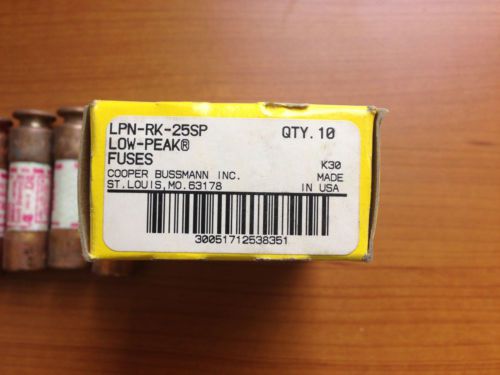 LPN-RK-25SP QTY. 10
LOW-PEAK®
FUSES K30
COOPER BUSSMANN INC. MADE
ST. LOUIS, MO. 63178 IN USA
30051712538351